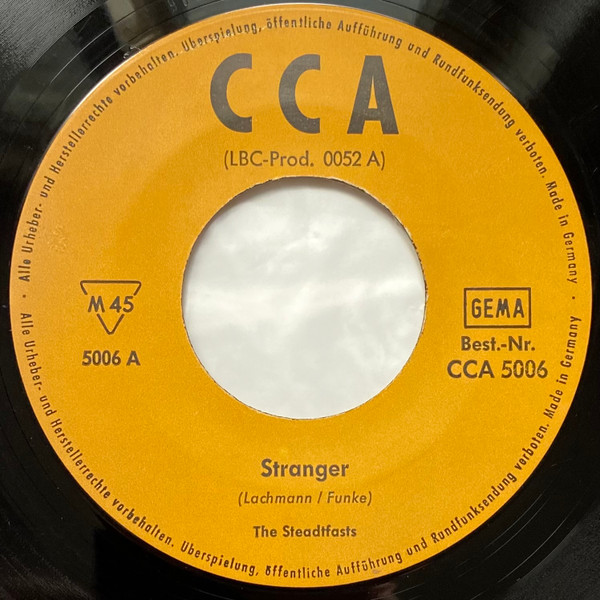 Alle Urheber- und Herstellerrechte vorbehalten. Überspielung, öffentliche Aufführung und Rundfunksendung verboten. Made in Germany
CCA
(LBC-Prod. 0052 A)
M 45
5006 A
GEMA
Best.-Nr.
CCA 5006
Stranger
(Lachmann / Funke)
The Steadtfasts
Alle Urheber- und Herstellerrechte vorbehalten. Überspielung, öffentliche Aufführung und Rundfunksendung verboten. Made in Germany